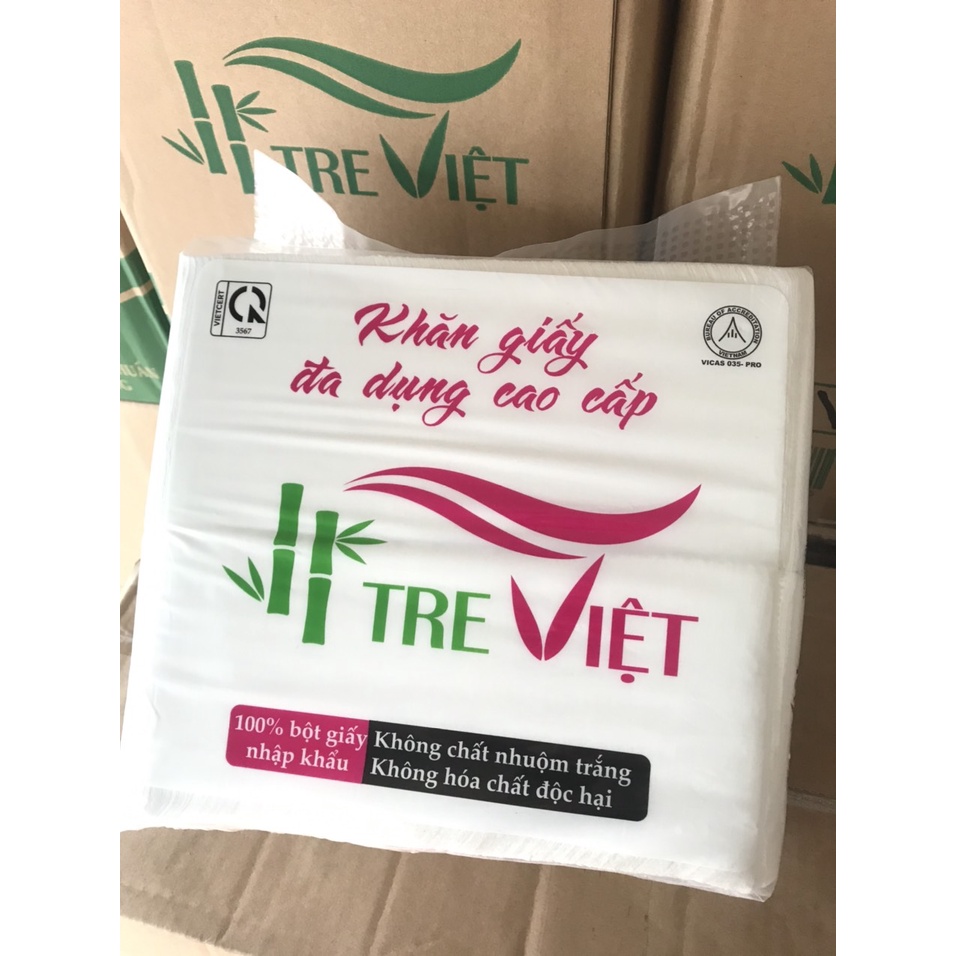 TRE VIỆT
VIETCERT
3567
BUREAU OF ACCREDITATION
VIETNAM
VICAS 035- PRO
Khăn giấy
đa dụng cao cấp
TRE VIỆT
100% bột giấy
nhập khẩu
Không chất nhuộm trắng
Không hóa chất độc hại